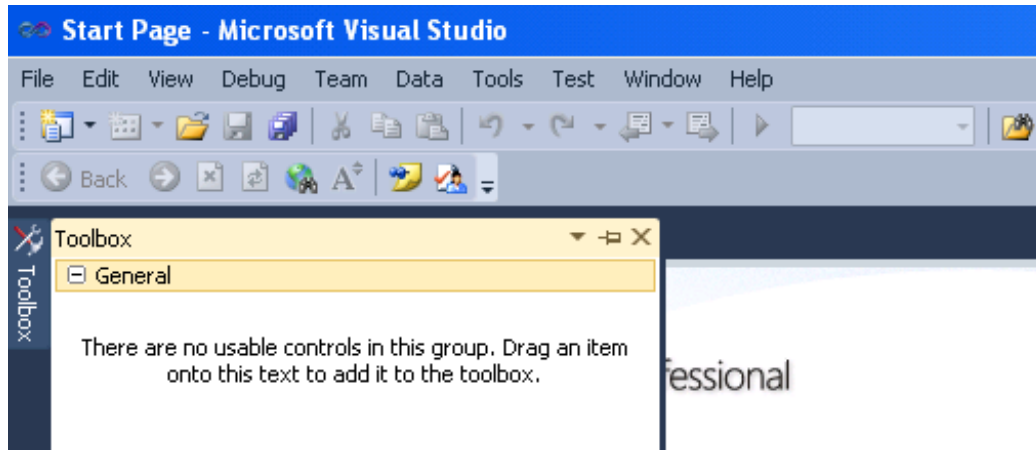 Start Page - Microsoft Visual Studio
File Edit View Debug Team Data Tools Test Window Help
Back
Toolbox
Toolbox
General
There are no usable controls in this group. Drag an item
onto this text to add it to the toolbox.